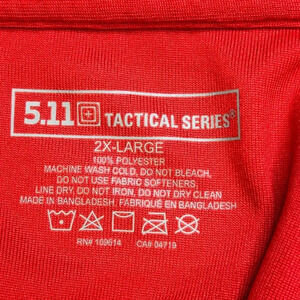 5.11 TACTICAL SERIES®
2X-LARGE
100% POLYESTER
MACHINE WASH COLD, DO NOT BLEACH,
DO NOT USE FABRIC SOFTENERS,
LINE DRY, DO NOT IRON, DO NOT DRY CLEAN
MADE IN BANGLADESH, FABRIQUÉ EN BANGLADESH
RN# 109614 CA# 04719